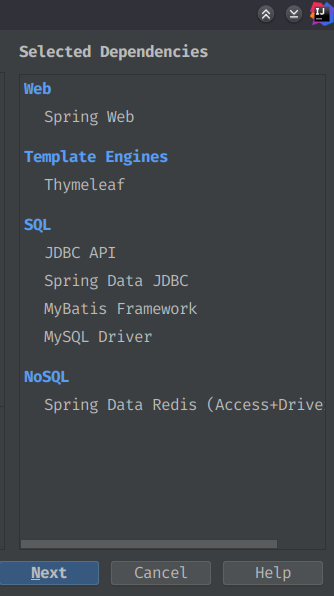 IJ
Selected Dependencies
Web
Spring Web
Template Engines
Thymeleaf
SQL
JDBC API
Spring Data JDBC
MyBatis Framework
MySQL Driver
NoSQL
Spring Data Redis (Access+Drive
Next
Cancel
Help